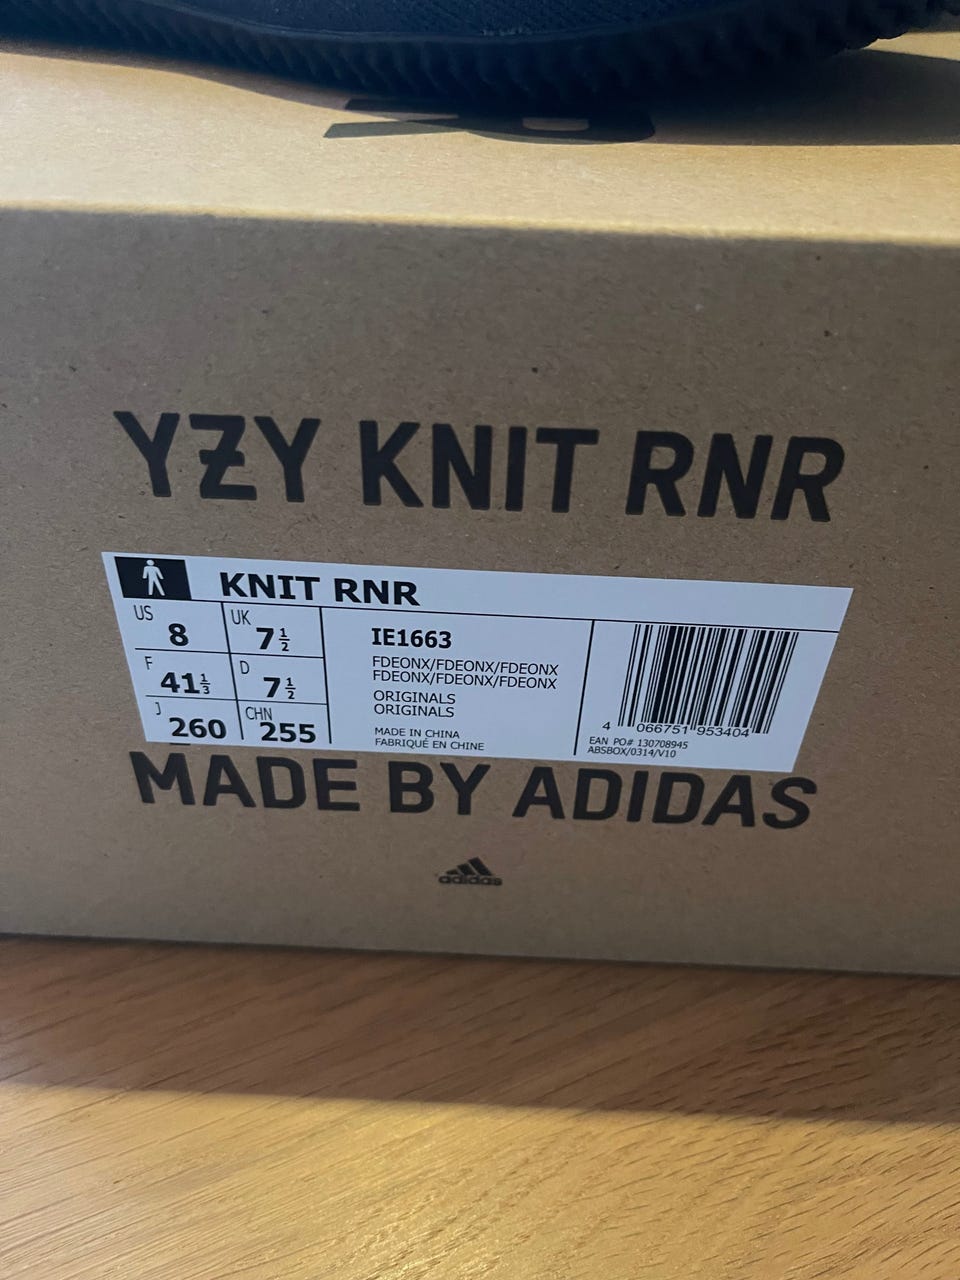 YZY KNIT RNR
KNIT RNR
US 8
UK 7½
F 41⅓
D 7½
J 260
CHN 255
IE1663
FDEONX/FDEONX/FDEONX
FDEONX/FDEONX/FDEONX
ORIGINALS
ORIGINALS
MADE IN CHINA
FABRIQUÉ EN CHINE
4 066751 953404
EAN PO# 130708945
ABSBOX/0314/V10
MADE BY ADIDAS
adidas